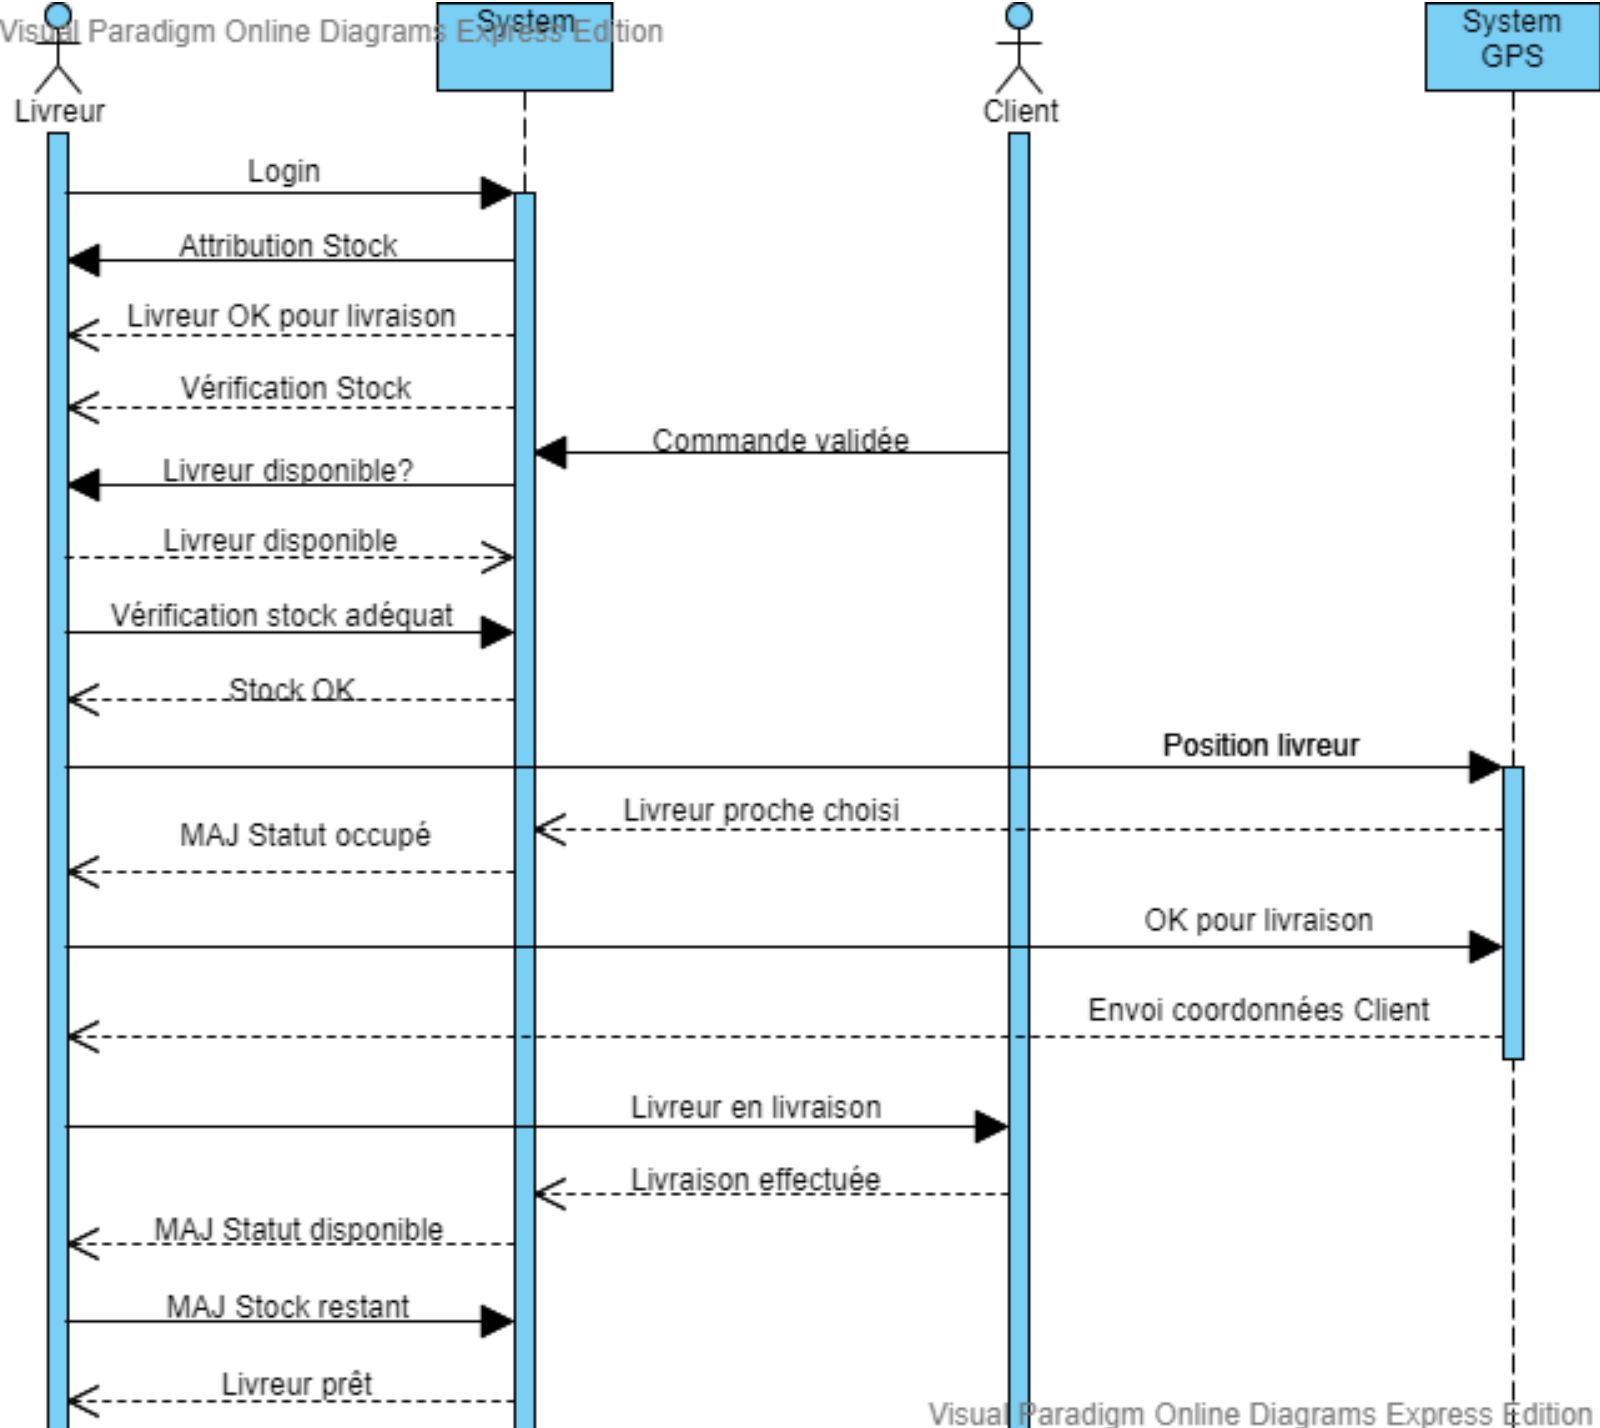 Visual Paradigm Online Diagrams Express Edition
System
System
GPS
Livreur
Client
Login
Attribution Stock
Livreur OK pour livraison
Vérification Stock
Commande validée
Livreur disponible?
Livreur disponible
Vérification stock adéquat
Stock OK
Position livreur
Livreur proche choisi
MAJ Statut occupé
OK pour livraison
Envoi coordonnées Client
Livreur en livraison
Livraison effectuée
MAJ Statut disponible
MAJ Stock restant
Livreur prêt
Visual Paradigm Online Diagrams Express Edition